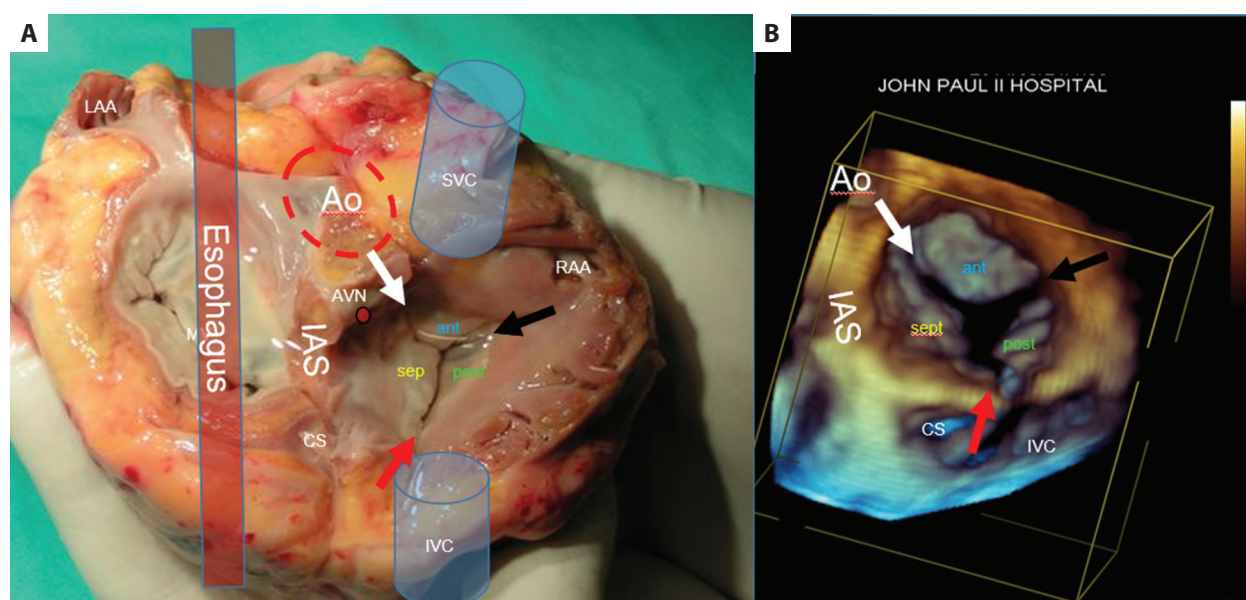 A
LAA
Esophagus
Ao
SVC
RAA
AVN
IAS
M
ant
sep
post
CS
IVC
B
JOHN PAUL II HOSPITAL
Ao
ant
IAS
sept
post
CS
IVC